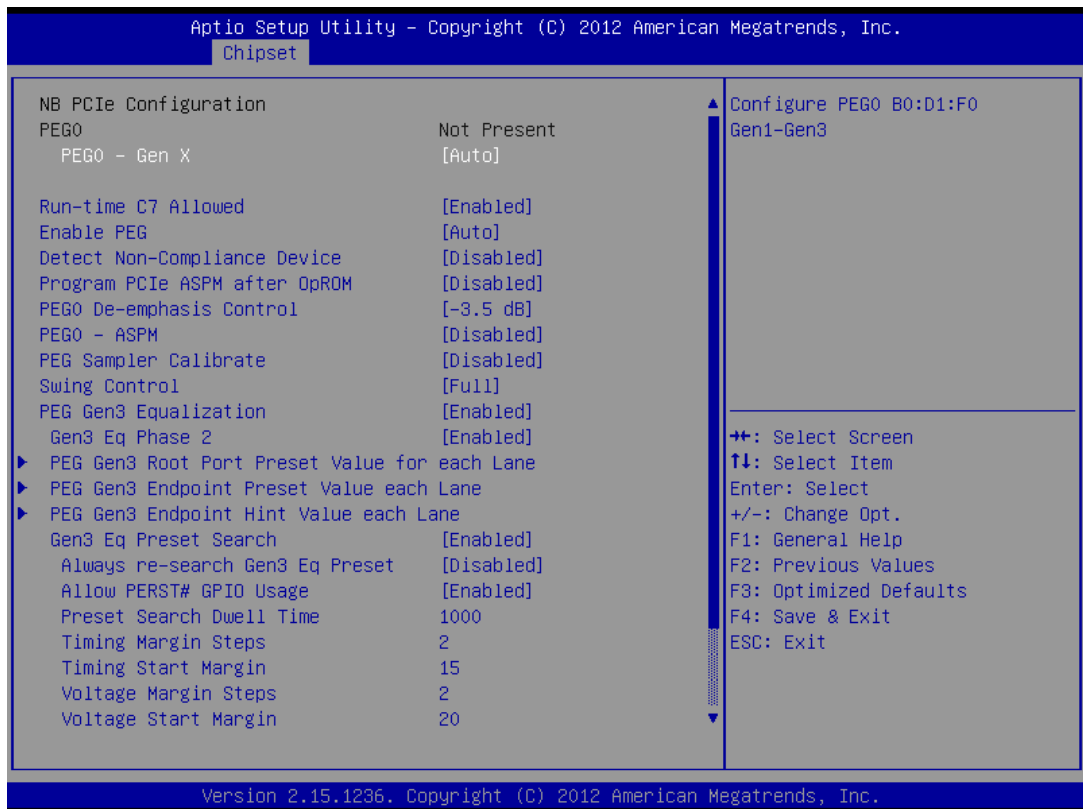 Aptio Setup Utility – Copyright (C) 2012 American Megatrends, Inc.
Chipset
NB PCIe Configuration
PEG0 Not Present
PEG0 – Gen X [Auto]
Run-time C7 Allowed [Enabled]
Enable PEG [Auto]
Detect Non-Compliance Device [Disabled]
Program PCIe ASPM after OpROM [Disabled]
PEG0 De-emphasis Control [-3.5 dB]
PEG0 – ASPM [Disabled]
PEG Sampler Calibrate [Disabled]
Swing Control [Full]
PEG Gen3 Equalization [Enabled]
Gen3 Eq Phase 2 [Enabled]
PEG Gen3 Root Port Preset Value for each Lane
PEG Gen3 Endpoint Preset Value each Lane
PEG Gen3 Endpoint Hint Value each Lane
Gen3 Eq Preset Search [Enabled]
Always re-search Gen3 Eq Preset [Disabled]
Allow PERST# GPIO Usage [Enabled]
Preset Search Dwell Time 1000
Timing Margin Steps 2
Timing Start Margin 15
Voltage Margin Steps 2
Voltage Start Margin 20
Configure PEG0 B0:D1:F0
Gen1-Gen3
→←: Select Screen
↑↓: Select Item
Enter: Select
+/-: Change Opt.
F1: General Help
F2: Previous Values
F3: Optimized Defaults
F4: Save & Exit
ESC: Exit
Version 2.15.1236. Copyright (C) 2012 American Megatrends, Inc.